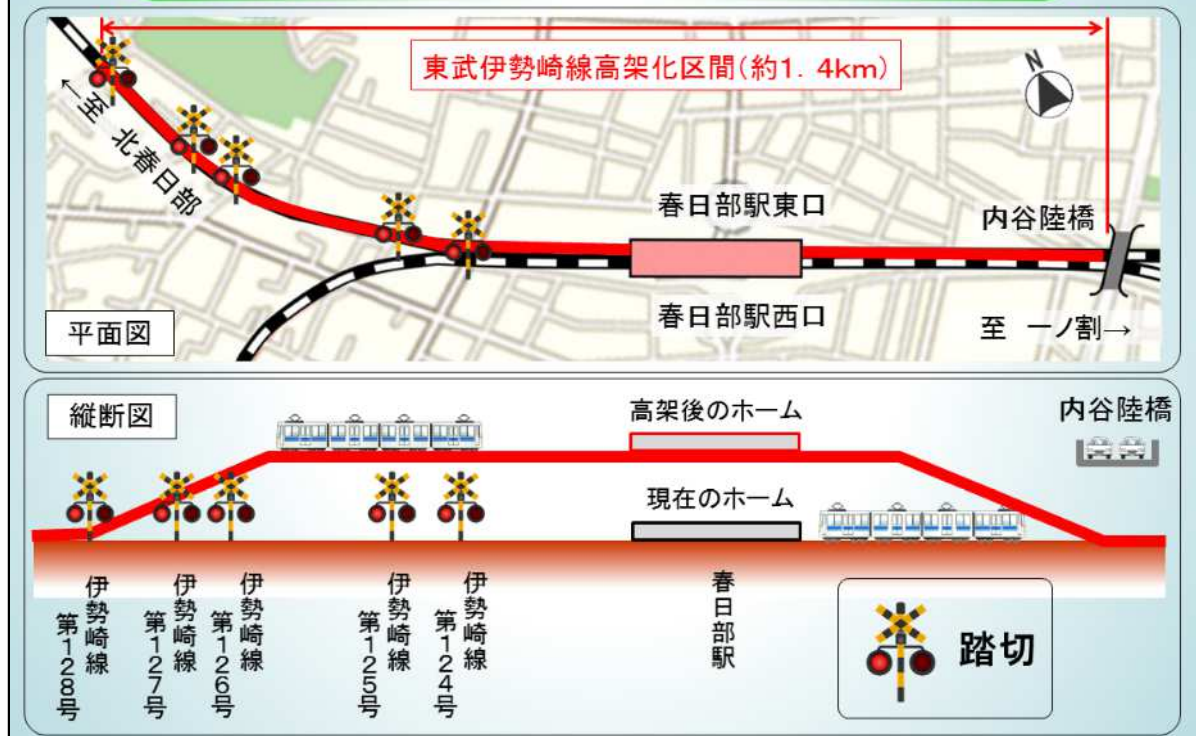 東武伊勢崎線高架化区間(約1.4km)
N
←至 北春日部
春日部駅東口
内谷陸橋
春日部駅西口
至 一ノ割→
平面図
縦断図
高架後のホーム
内谷陸橋
現在のホーム
伊勢崎線
第128号
伊勢崎線
第127号
伊勢崎線
第126号
伊勢崎線
第125号
伊勢崎線
第124号
春日部駅
踏切